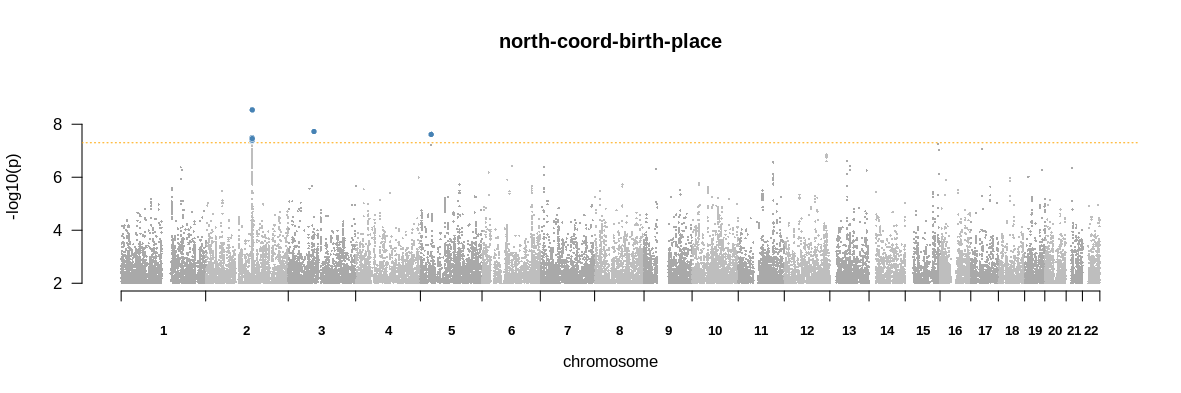 north-coord-birth-place
-log10(p)
8
6
4
2
1 2 3 4 5 6 7 8 9 10 11 12 13 14 15 16 17 18 19 20 21 22
chromosome